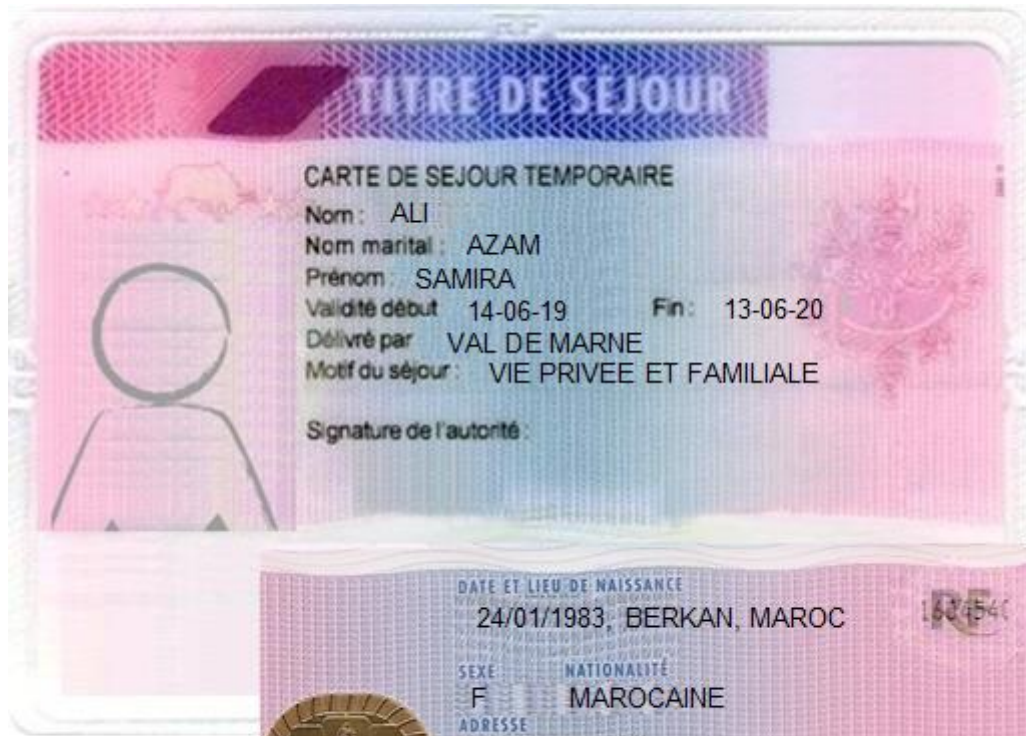 TITRE DE SÉJOUR
CARTE DE SEJOUR TEMPORAIRE
Nom : ALI
Nom marital : AZAM
Prénom : SAMIRA
Validité début 14-06-19 Fin : 13-06-20
Délivré par VAL DE MARNE
Motif du séjour : VIE PRIVEE ET FAMILIALE
Signature de l'autorité :
DATE ET LIEU DE NAISSANCE
24/01/1983, BERKAN, MAROC
RF
SEXE NATIONALITÉ
F MAROCAINE
ADRESSE